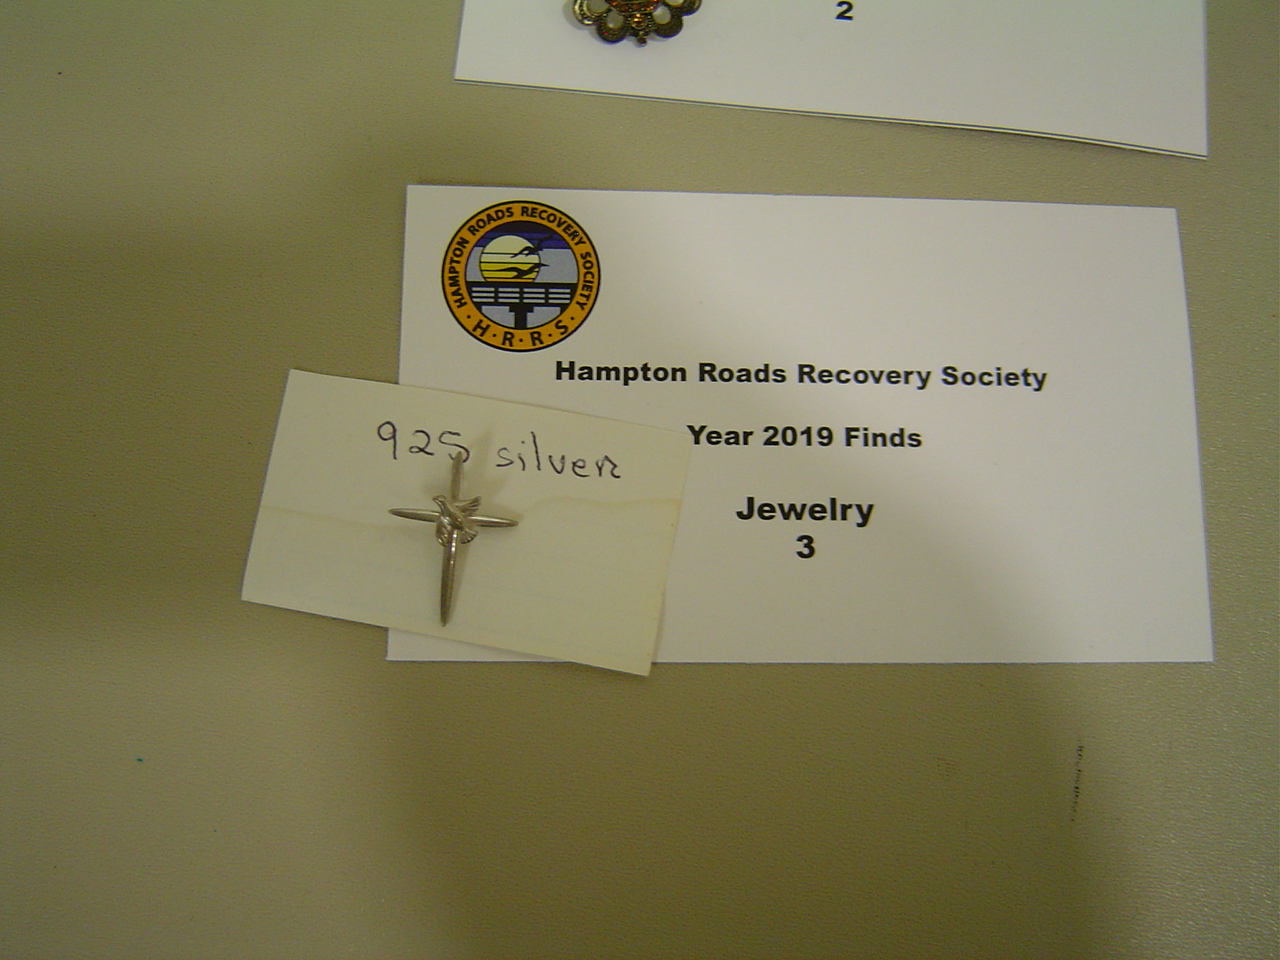 2
HAMPTON ROADS RECOVERY SOCIETY
· H · R · R · S ·
Hampton Roads Recovery Society
Year 2019 Finds
Jewelry
3
925 silver